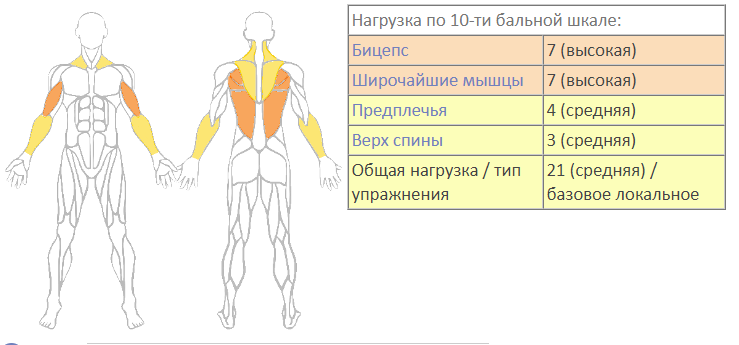 Нагрузка по 10-ти бальной шкале:
Бицепс 7 (высокая)
Широчайшие мышцы 7 (высокая)
Предплечья 4 (средняя)
Верх спины 3 (средняя)
Общая нагрузка / тип 21 (средняя) /
упражнения базовое локальное